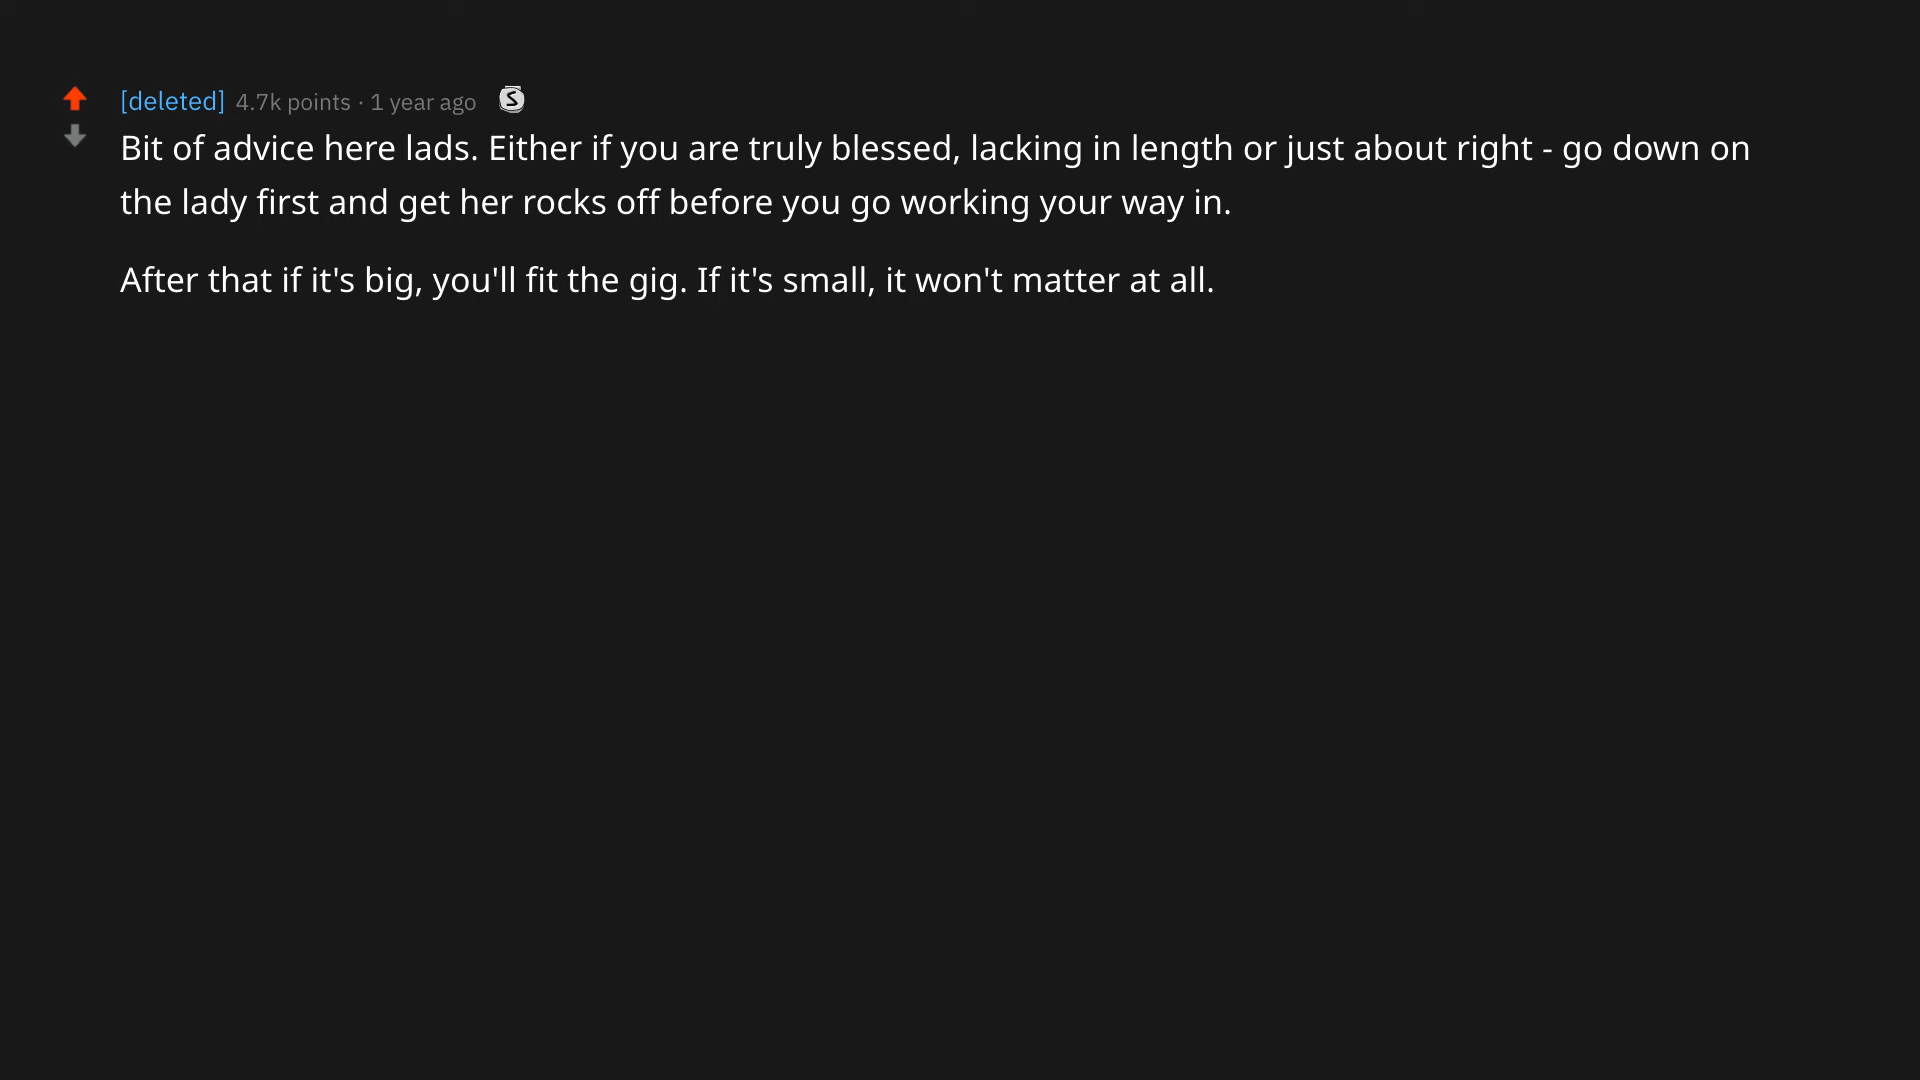 [deleted] 4.7k points · 1 year ago S
Bit of advice here lads. Either if you are truly blessed, lacking in length or just about right - go down on
the lady first and get her rocks off before you go working your way in.
After that if it's big, you'll fit the gig. If it's small, it won't matter at all.